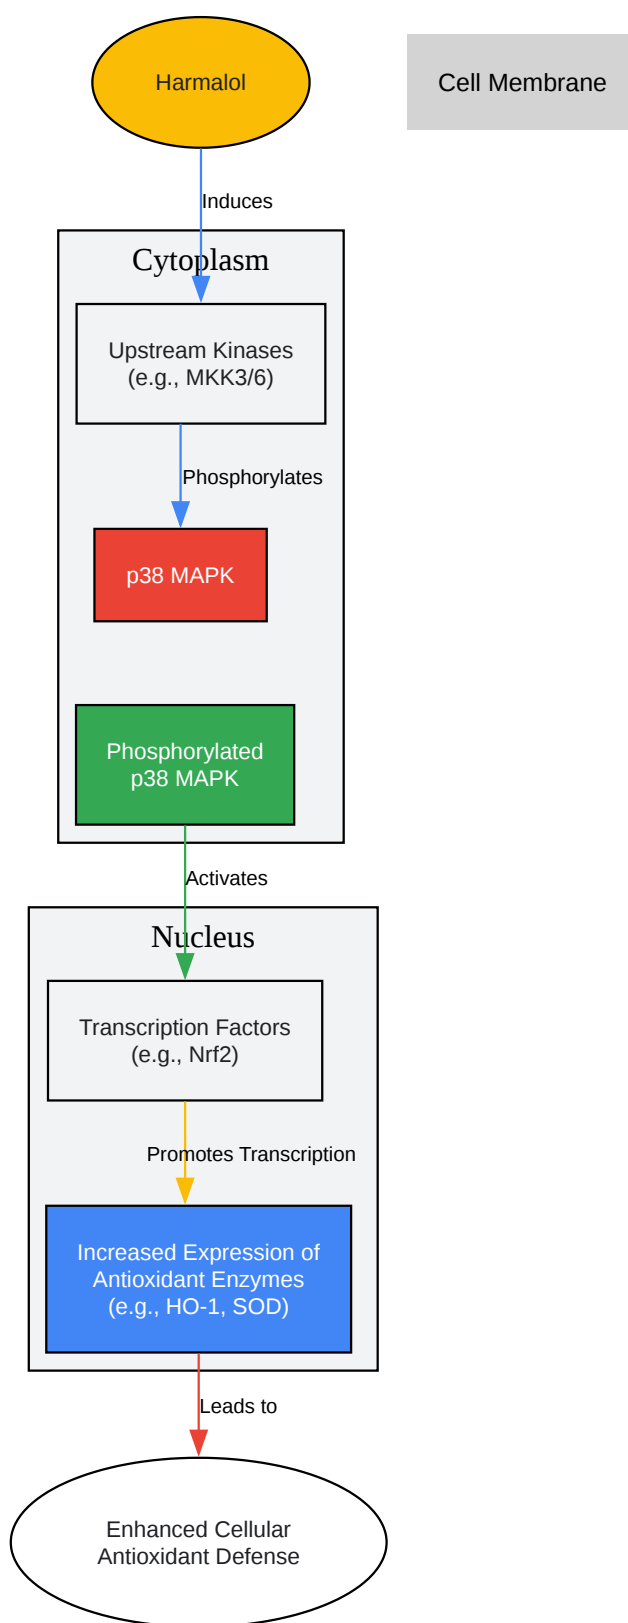 Harmalol
Cell Membrane
Induces
Cytoplasm
Upstream Kinases
(e.g., MKK3/6)
Phosphorylates
p38 MAPK
Phosphorylated
p38 MAPK
Activates
Nucleus
Transcription Factors
(e.g., Nrf2)
Promotes Transcription
Increased Expression of
Antioxidant Enzymes
(e.g., HO-1, SOD)
Leads to
Enhanced Cellular
Antioxidant Defense